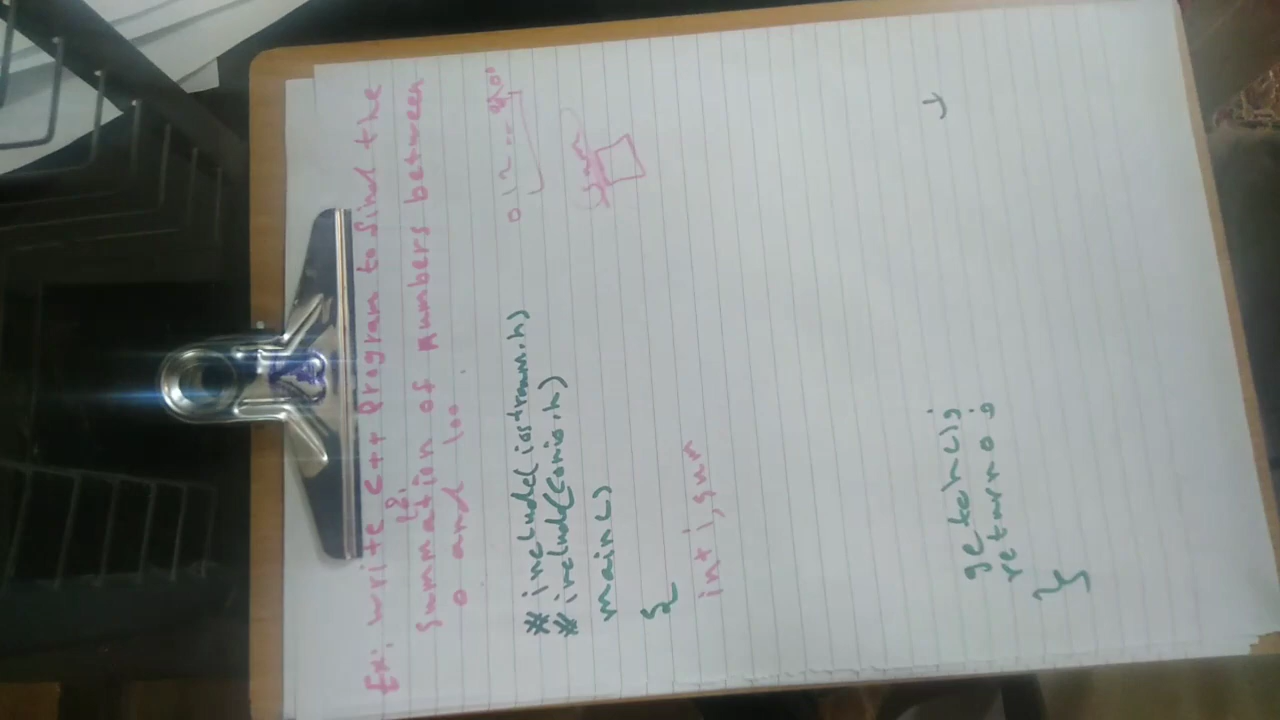 Ex: write c++ program to find the
summation of numbers between
0 and 100.
0 1 2 ... 100
sum
#include(iostream.h)
#include(conio.h)
main()
{
int i, sum
getch();
return 0;
}